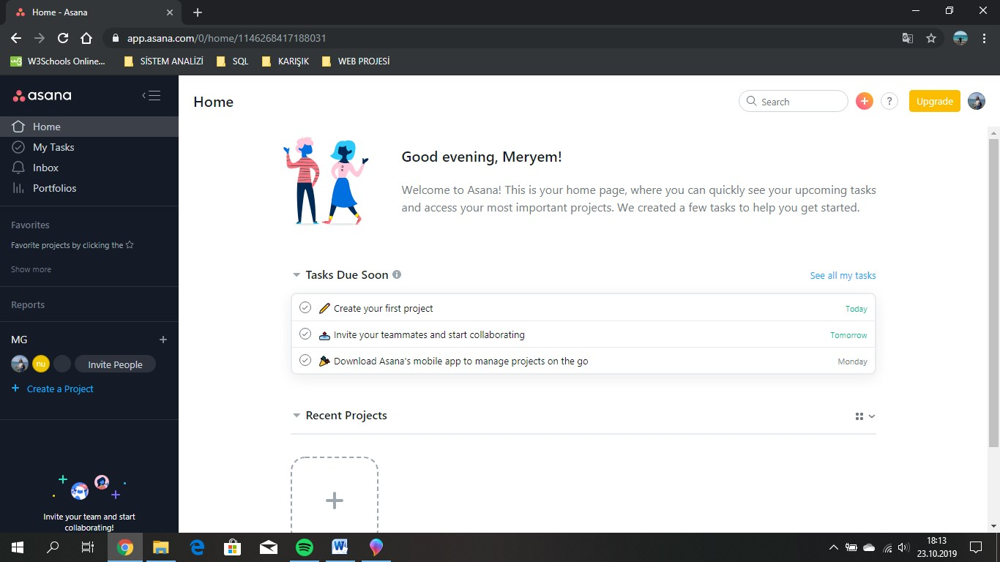 Home - Asana
app.asana.com/0/home/1146268417188031
W3Schools Online...
SİSTEM ANALİZİ
SQL
KARIŞIK
WEB PROJESİ
asana
Home
My Tasks
Inbox
Portfolios
Favorites
Favorite projects by clicking the
Show more
Reports
MG
nu
Invite People
+ Create a Project
Invite your team and start
collaborating!
Home
Search
?
Upgrade
Good evening, Meryem!
Welcome to Asana! This is your home page, where you can quickly see your upcoming tasks
and access your most important projects. We created a few tasks to help you get started.
Tasks Due Soon
See all my tasks
Create your first project Today
Invite your teammates and start collaborating Tomorrow
Download Asana's mobile app to manage projects on the go Monday
Recent Projects
18:13
23.10.2019